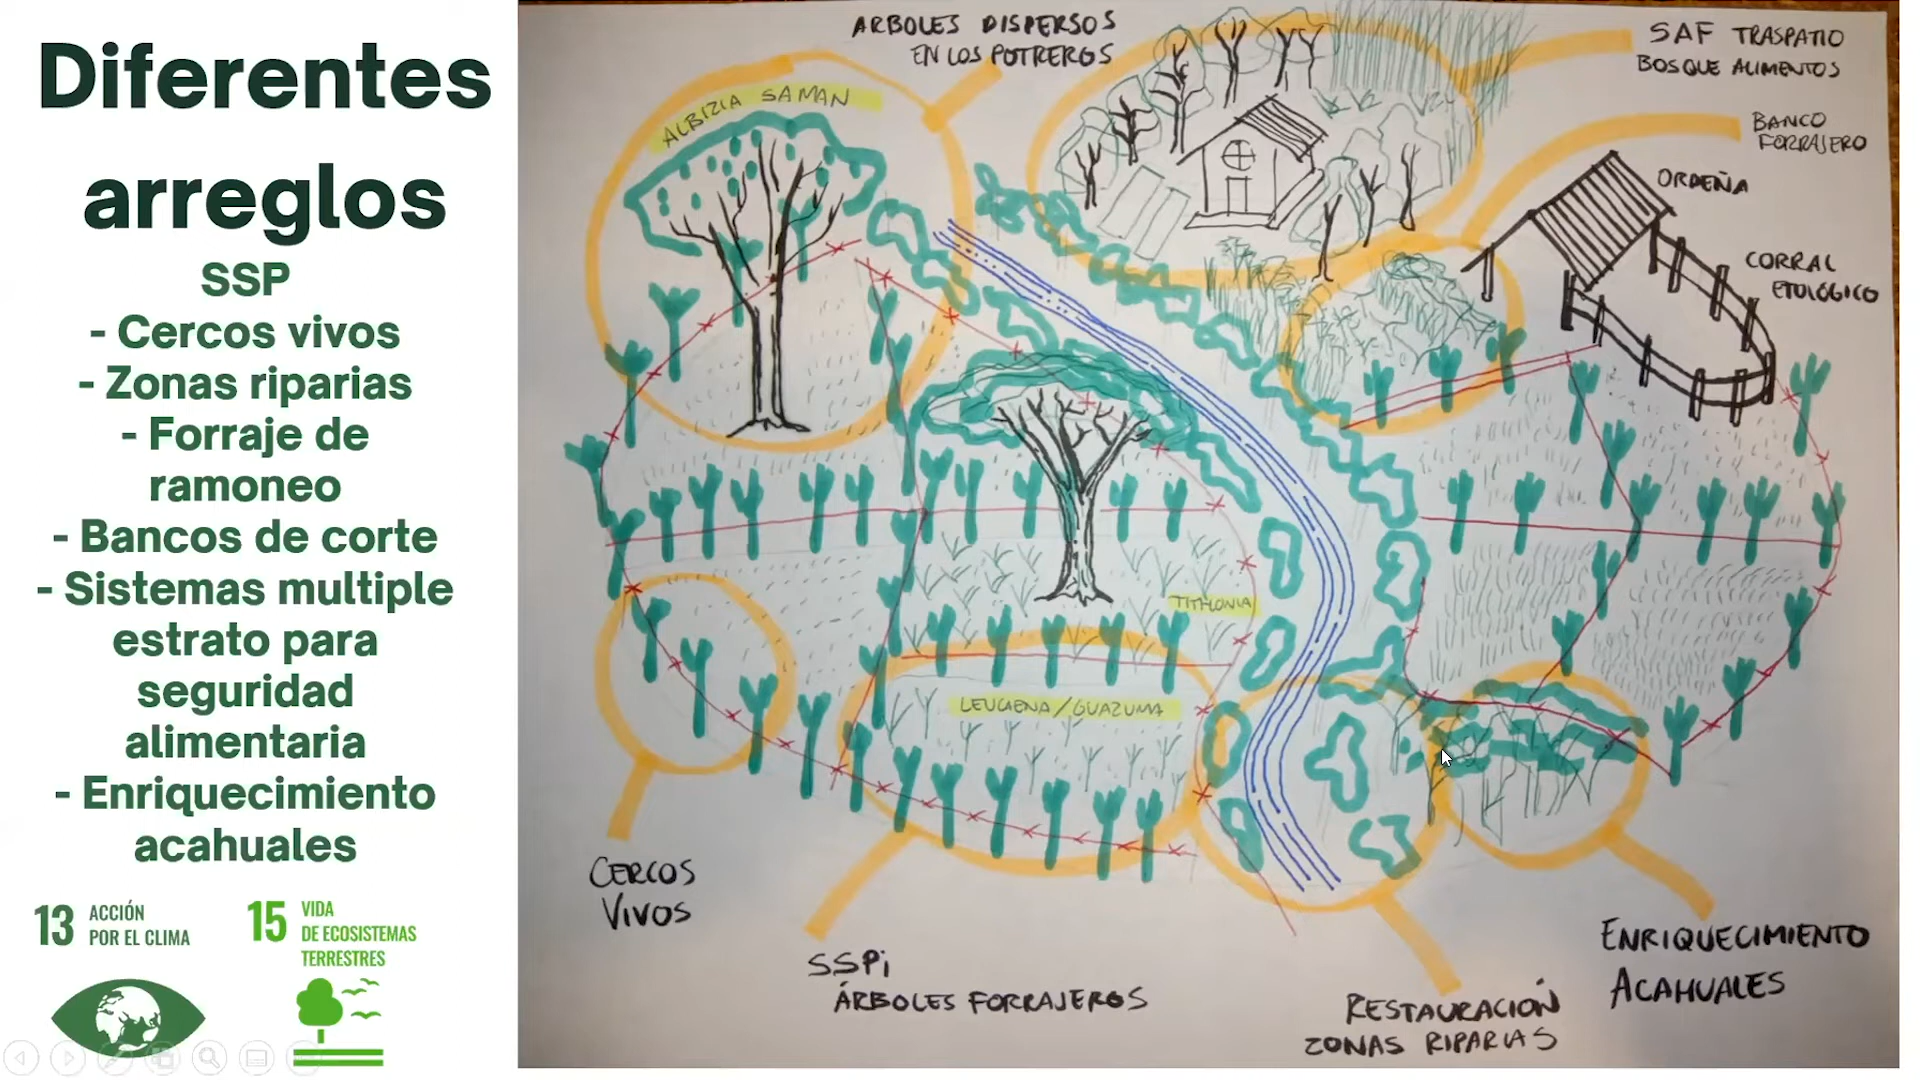 Diferentes
arreglos
SSP
- Cercos vivos
- Zonas riparias
- Forraje de
ramoneo
- Bancos de corte
- Sistemas multiple
estrato para
seguridad
alimentaria
- Enriquecimiento
acahuales
13 ACCIÓN
POR EL CLIMA
15 VIDA
DE ECOSISTEMAS
TERRESTRES
ARBOLES DISPERSOS
EN LOS POTREROS
SAF TRASPATIO
BOSQUE ALIMENTOS
BANCO
FORRAJERO
ORDEÑA
CORRAL
ETOLÓGICO
ALBIZIA SAMAN
TITHONIA
LEUCAENA/GUAZUMA
CERCOS
VIVOS
SSPi
ÁRBOLES FORRAJEROS
RESTAURACIÓN
ZONAS RIPARIAS
ENRIQUECIMIENTO
ACAHUALES